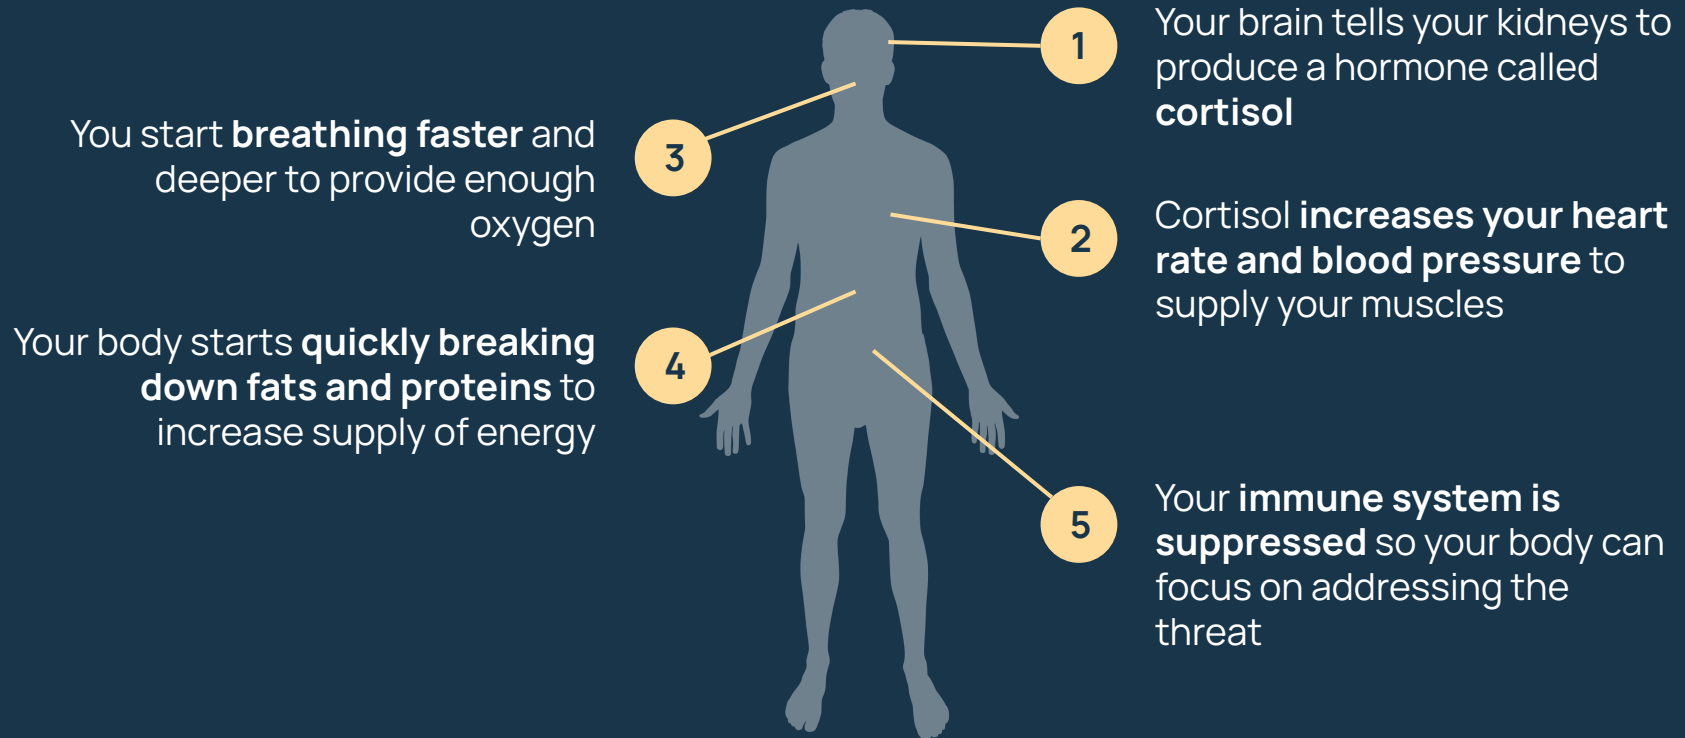 1
Your brain tells your kidneys to
produce a hormone called
cortisol
2
Cortisol increases your heart
rate and blood pressure to
supply your muscles
3
You start breathing faster and
deeper to provide enough
oxygen
4
Your body starts quickly breaking
down fats and proteins to
increase supply of energy
5
Your immune system is
suppressed so your body can
focus on addressing the
threat